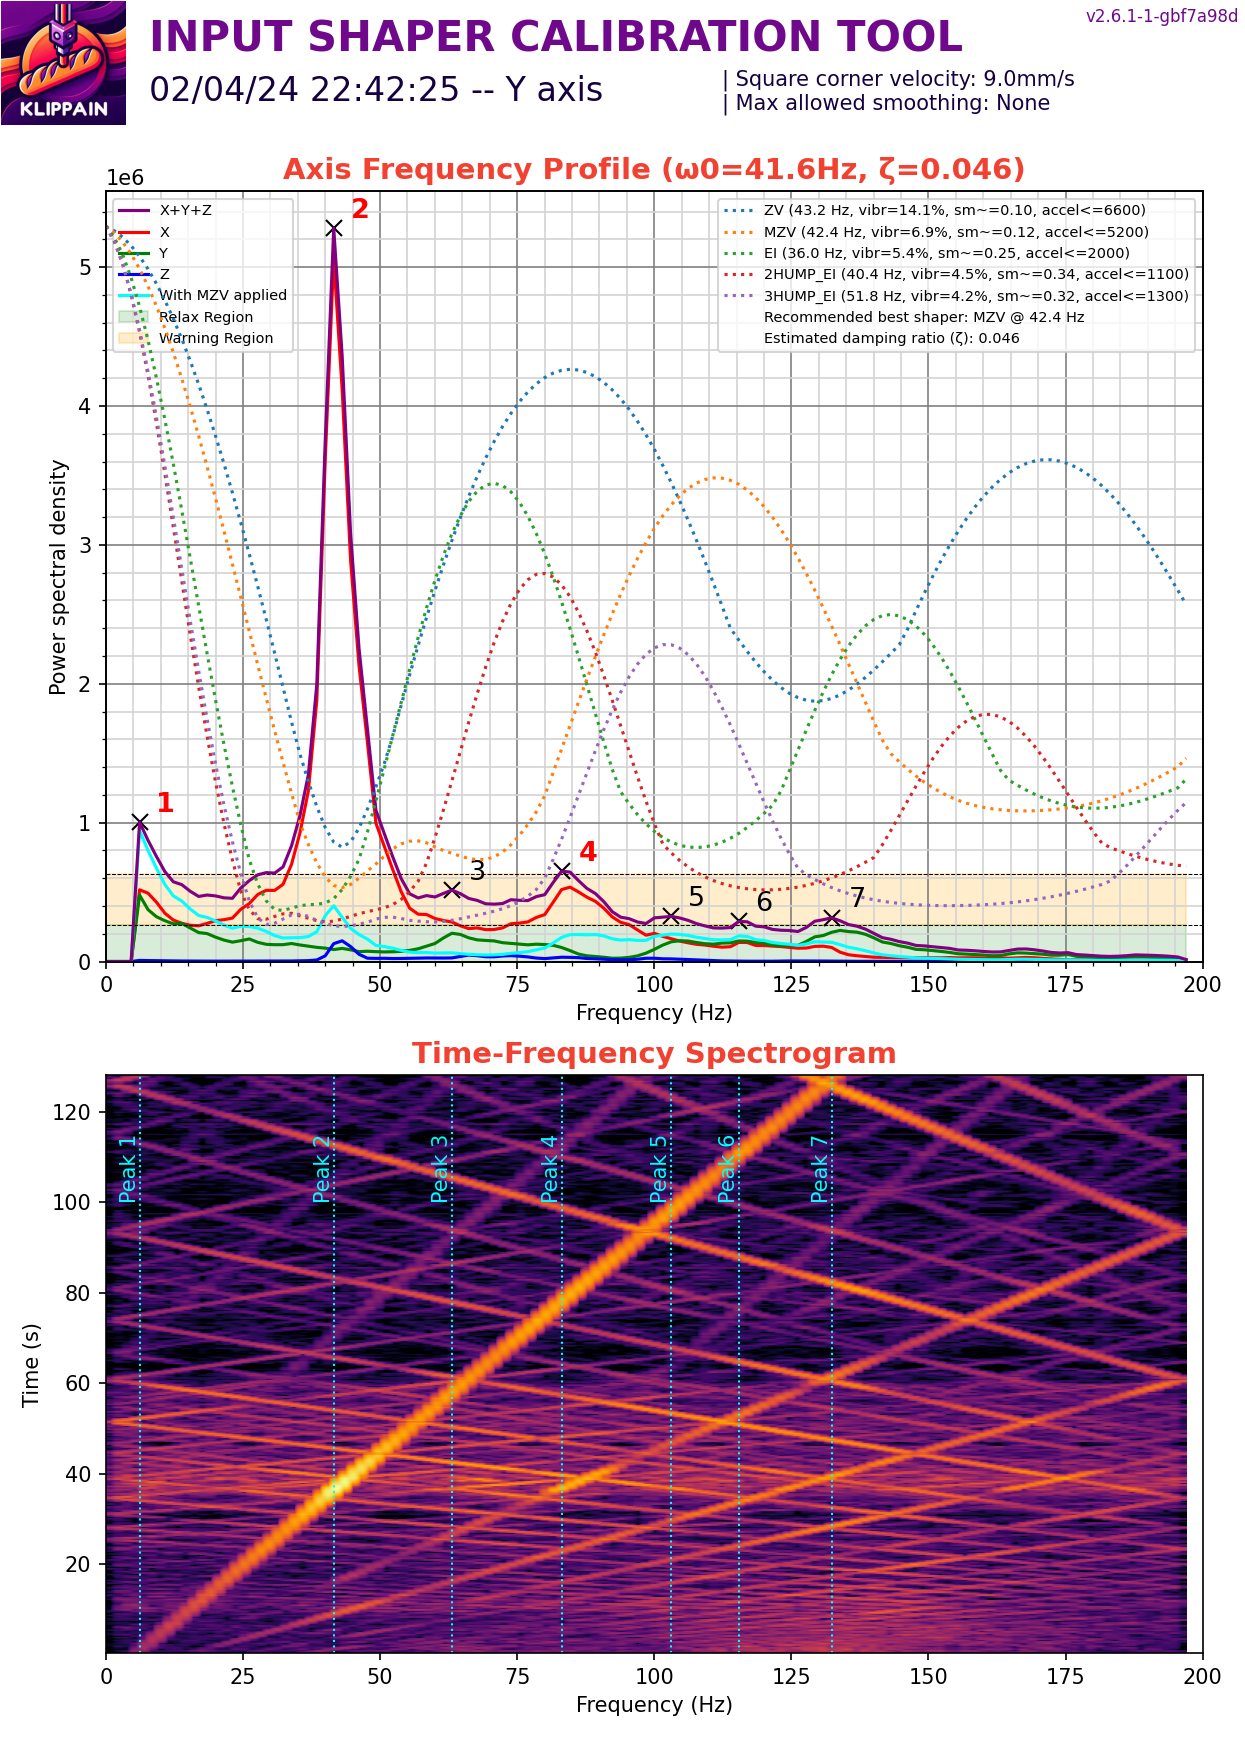 INPUT SHAPER CALIBRATION TOOL
v2.6.1-1-gbf7a98d
KLIPPAIN
02/04/24 22:42:25 -- Y axis
| Square corner velocity: 9.0mm/s
| Max allowed smoothing: None
Axis Frequency Profile (ω0=41.6Hz, ζ=0.046)
1e6
X+Y+Z
X
Y
Z
With MZV applied
Relax Region
Warning Region
ZV (43.2 Hz, vibr=14.1%, sm~=0.10, accel<=6600)
MZV (42.4 Hz, vibr=6.9%, sm~=0.12, accel<=5200)
EI (36.0 Hz, vibr=5.4%, sm~=0.25, accel<=2000)
2HUMP_EI (40.4 Hz, vibr=4.5%, sm~=0.34, accel<=1100)
3HUMP_EI (51.8 Hz, vibr=4.2%, sm~=0.32, accel<=1300)
Recommended best shaper: MZV @ 42.4 Hz
Estimated damping ratio (ζ): 0.046
1
2
3
4
5
6
7
Power spectral density
5
4
3
2
1
0
0 25 50 75 100 125 150 175 200
Frequency (Hz)
Time-Frequency Spectrogram
Peak 1
Peak 2
Peak 3
Peak 4
Peak 5
Peak 6
Peak 7
Time (s)
120
100
80
60
40
20
0 25 50 75 100 125 150 175 200
Frequency (Hz)